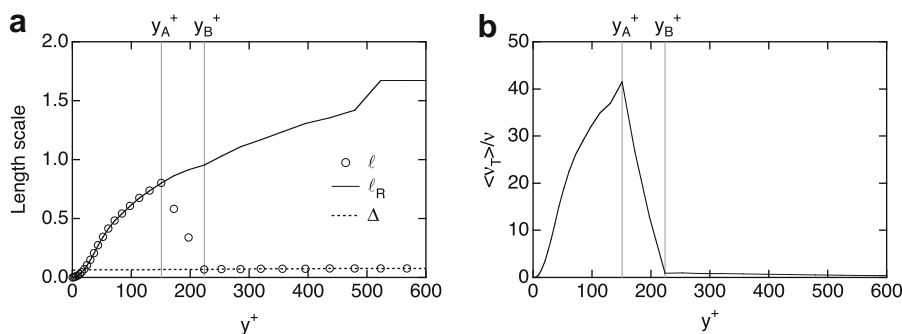 a
y_A^+ y_B^+
2.0
1.5
1.0
0.5
0.0
Length scale
ℓ
ℓ_R
Δ
0 100 200 300 400 500 600
y^+
b
y_A^+ y_B^+
50
40
30
20
10
0
<ν_T>/ν
0 100 200 300 400 500 600
y^+